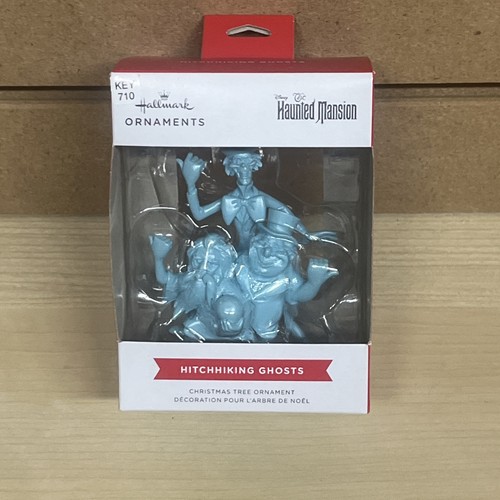 HITCHHIKING GHOSTS
KEY
710
Hallmark
ORNAMENTS
Disney The
Haunted Mansion
HITCHHIKING GHOSTS
CHRISTMAS TREE ORNAMENT
DÉCORATION POUR L'ARBRE DE NOËL